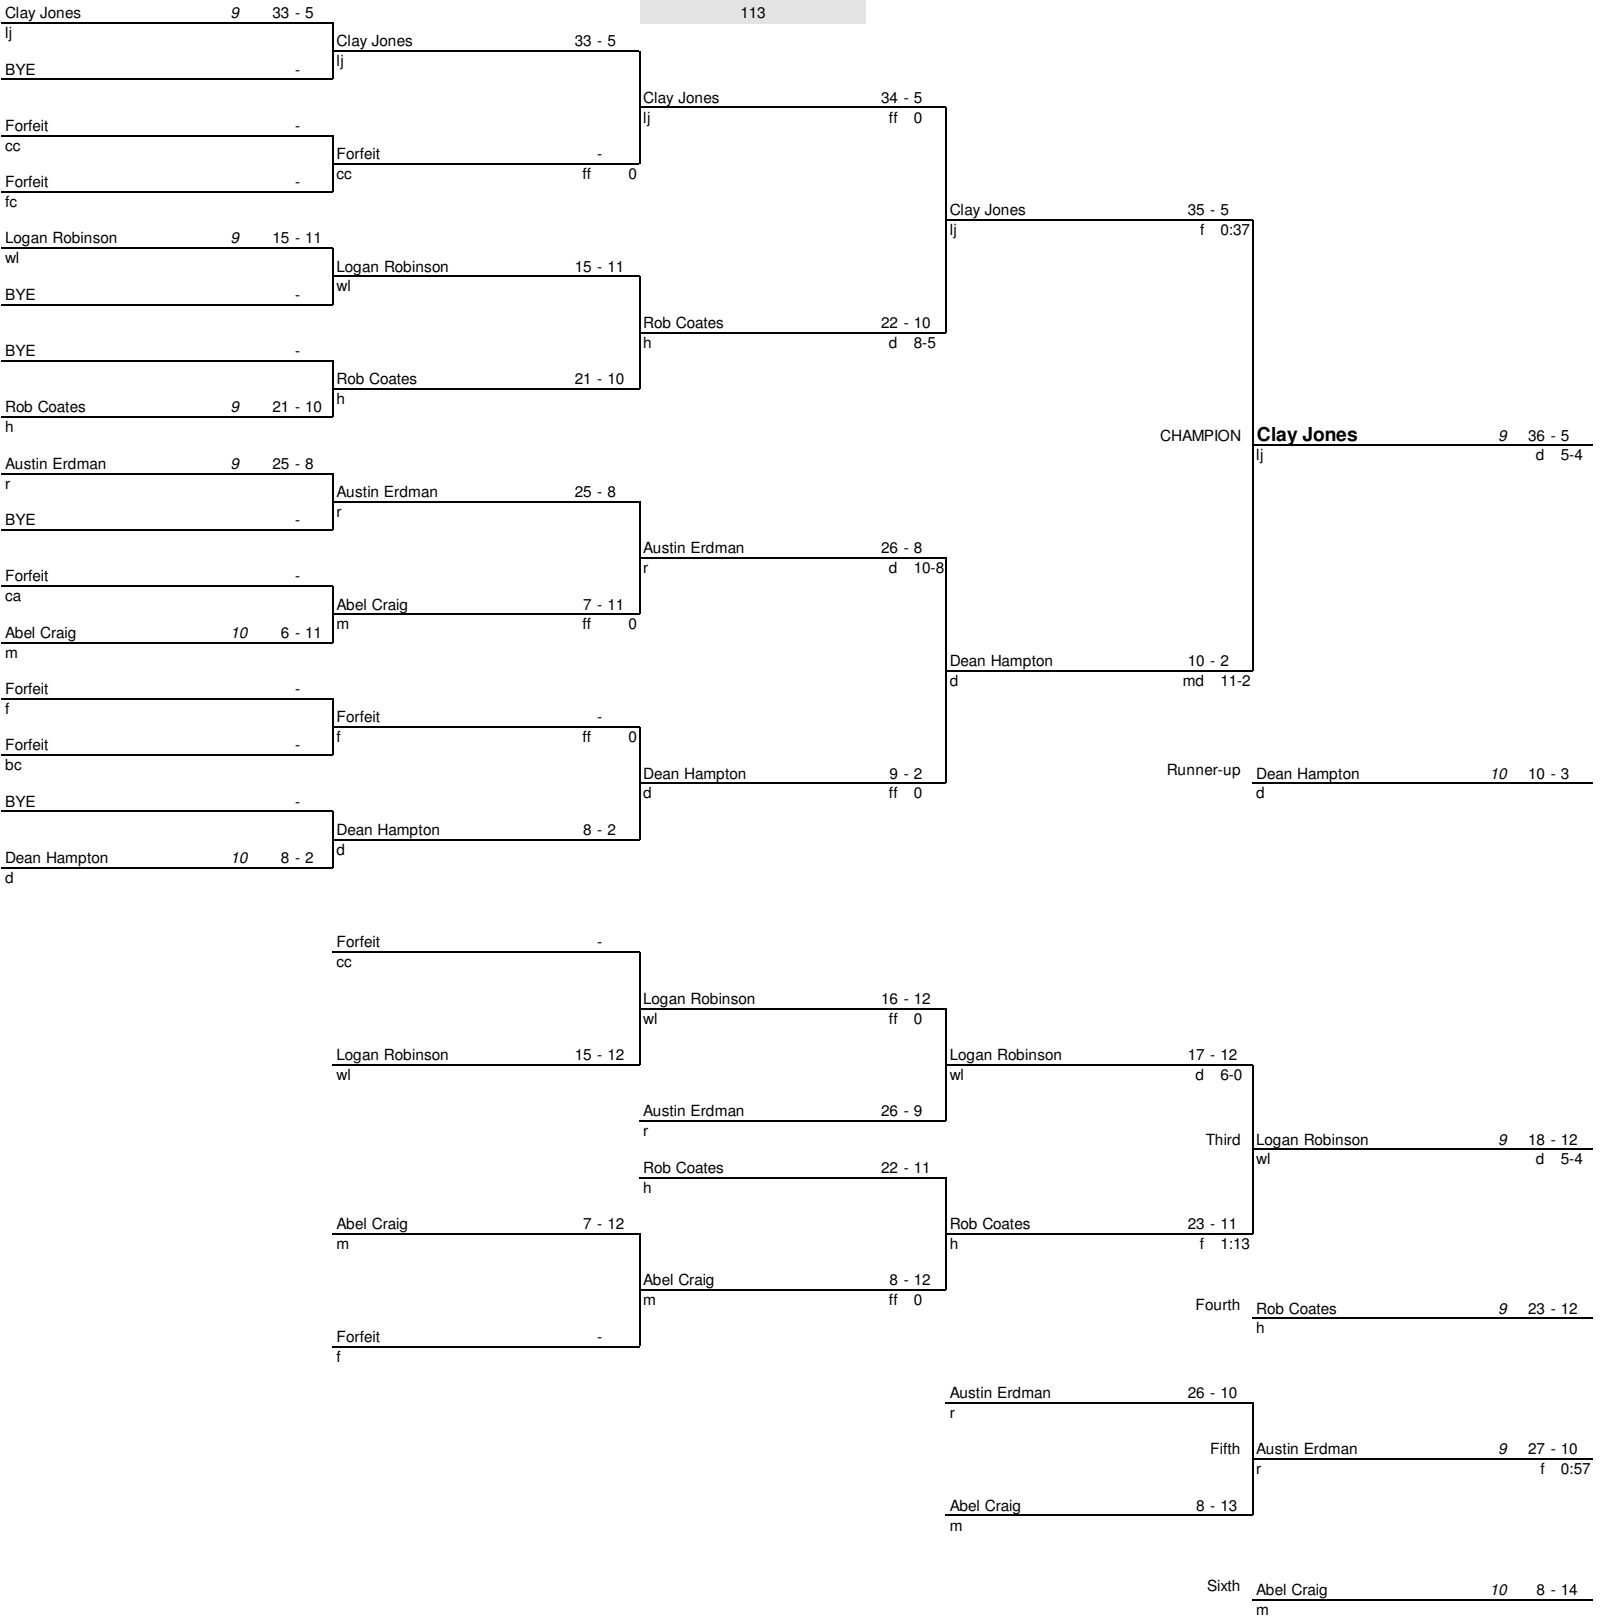 113
Clay Jones 9 33 - 5
lj
BYE -
Forfeit -
cc
Forfeit -
fc
Logan Robinson 9 15 - 11
wl
BYE -
BYE -
Rob Coates 9 21 - 10
h
Austin Erdman 9 25 - 8
r
BYE -
Forfeit -
ca
Abel Craig 10 6 - 11
m
Forfeit -
f
Forfeit -
bc
BYE -
Dean Hampton 10 8 - 2
d
Clay Jones 33 - 5
lj
Forfeit -
cc ff 0
Logan Robinson 15 - 11
wl
Rob Coates 21 - 10
h
Austin Erdman 25 - 8
r
Abel Craig 7 - 11
m ff 0
Forfeit -
f ff 0
Dean Hampton 8 - 2
d
Clay Jones 34 - 5
lj ff 0
Rob Coates 22 - 10
h d 8-5
Austin Erdman 26 - 8
r d 10-8
Dean Hampton 9 - 2
d ff 0
Clay Jones 35 - 5
lj f 0:37
Dean Hampton 10 - 2
d md 11-2
CHAMPION Clay Jones 9 36 - 5
lj d 5-4
Runner-up Dean Hampton 10 10 - 3
d
Forfeit -
cc
Logan Robinson 15 - 12
wl
Abel Craig 7 - 12
m
Forfeit -
f
Logan Robinson 16 - 12
wl ff 0
Austin Erdman 26 - 9
r
Rob Coates 22 - 11
h
Abel Craig 8 - 12
m ff 0
Logan Robinson 17 - 12
wl d 6-0
Rob Coates 23 - 11
h f 1:13
Third Logan Robinson 9 18 - 12
wl d 5-4
Fourth Rob Coates 9 23 - 12
h
Austin Erdman 26 - 10
r
Abel Craig 8 - 13
m
Fifth Austin Erdman 9 27 - 10
r f 0:57
Sixth Abel Craig 10 8 - 14
m